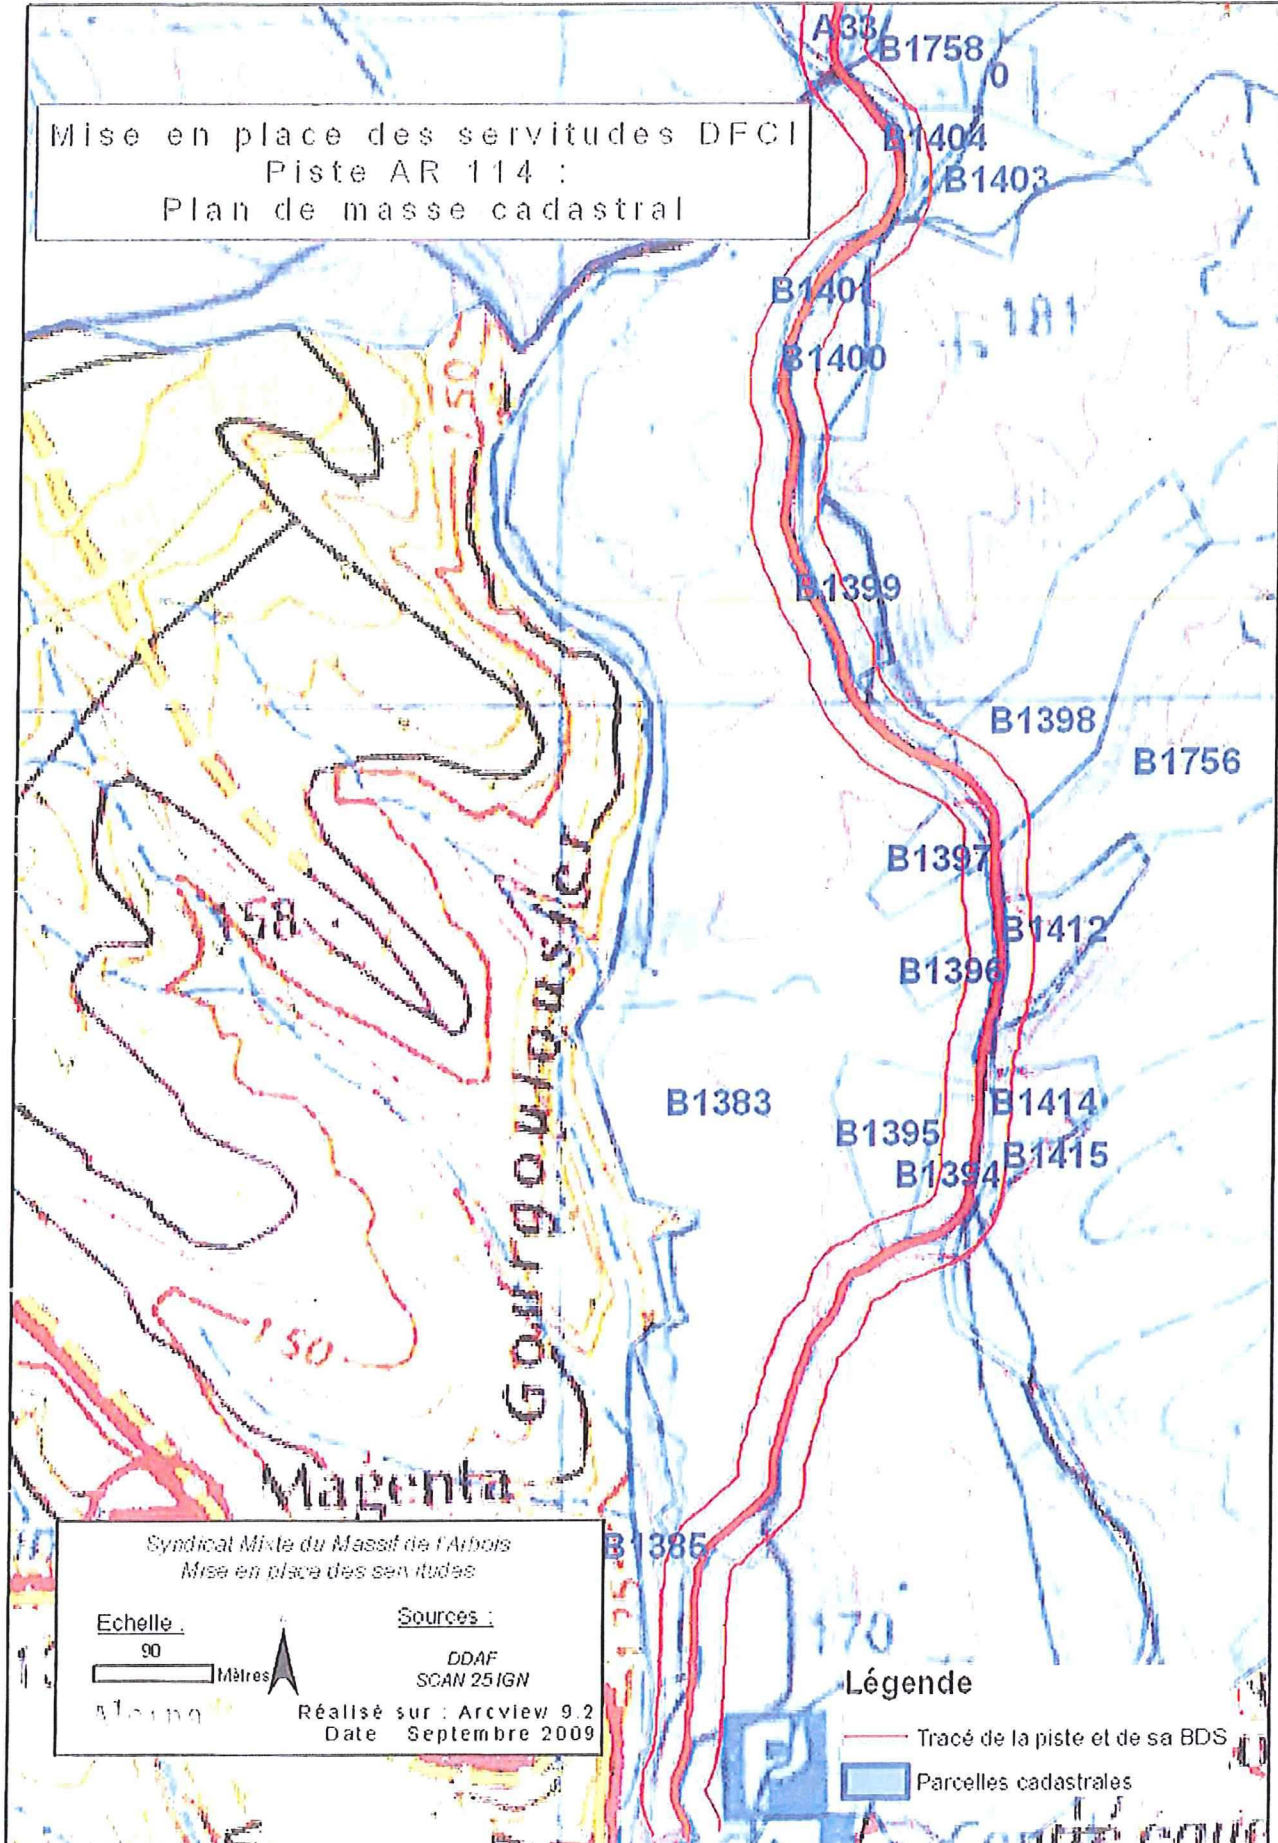 A33
B1758
0
Mise en place des servitudes DFCI
Piste AR 114 :
Plan de masse cadastral
B1404
B1403
B1401
181
B1400
150
B1399
B1398
B1756
B1397
158
B1412
B1396
B1383
B1414
B1395
B1415
B1394
150
Magenta
B1385
Syndical Mixte du Massif de l'Arbois
Mise en place des servitudes
Echelle :
90
Mètres
Sources :
DDAF
SCAN 25 IGN
Réalisé sur : Arcview 9.2
Date Septembre 2009
170
Légende
Tracé de la piste et de sa BDS
Parcelles cadastrales